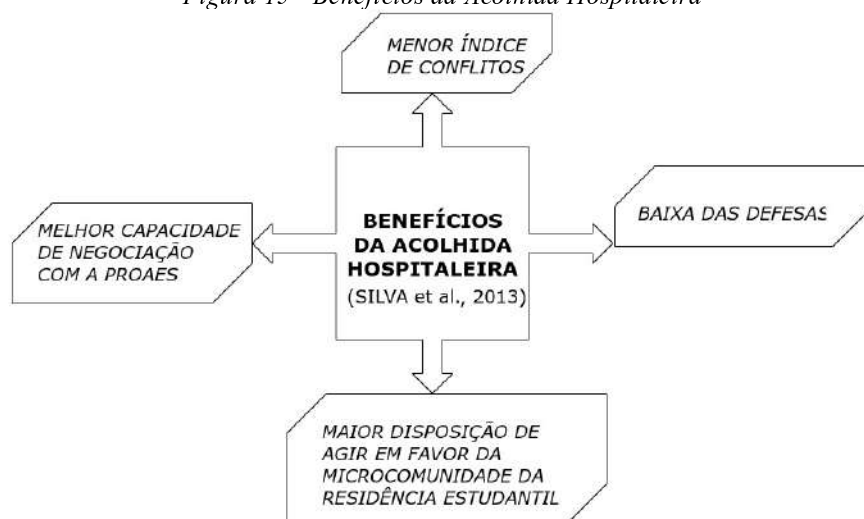 Figura 15 - Benefícios da Acolhida Hospitaleira
MENOR ÍNDICE
DE CONFLITOS
MELHOR CAPACIDADE
DE NEGOCIAÇÃO
COM A PROAES
BENEFÍCIOS
DA ACOLHIDA
HOSPITALEIRA
(SILVA et al., 2013)
BAIXA DAS DEFESAS
MAIOR DISPOSIÇÃO DE
AGIR EM FAVOR DA
MICROCOMUNIDADE DA
RESIDÊNCIA ESTUDANTIL